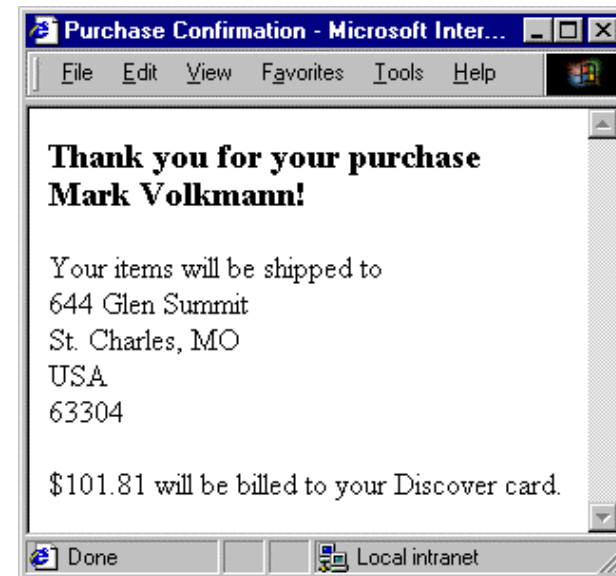 Purchase Confirmation - Microsoft Inter...
File Edit View Favorites Tools Help
Thank you for your purchase
Mark Volkmann!
Your items will be shipped to
644 Glen Summit
St. Charles, MO
USA
63304
$101.81 will be billed to your Discover card.
Done Local intranet